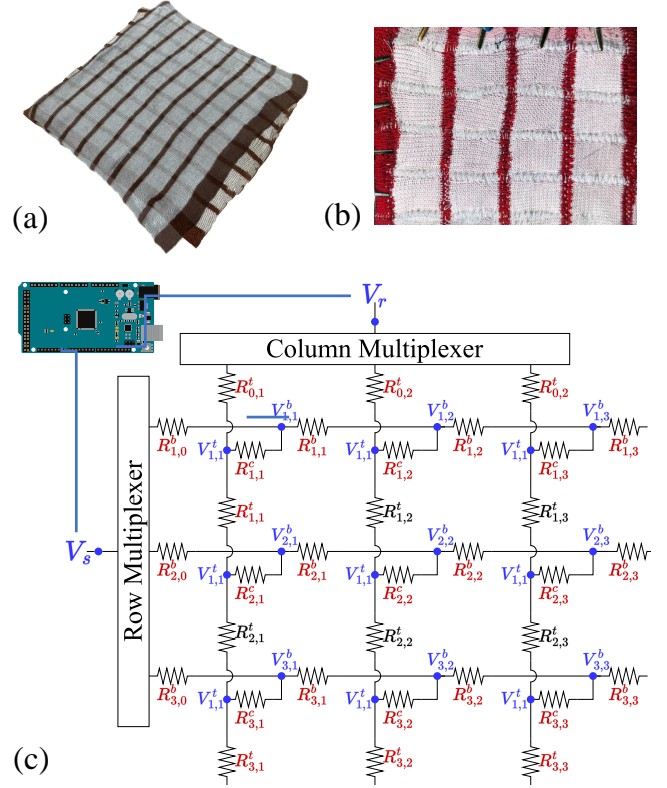 (a)
(b)
V_r
Column Multiplexer
R^t_{0,1} R^t_{0,2} R^t_{0,2}
V^b_{1,1} V^b_{1,2} V^b_{1,3}
R^b_{1,0} R^b_{1,1} R^b_{1,2} R^b_{1,3}
V^t_{1,1} V^t_{1,1} V^t_{1,1}
R^c_{1,1} R^c_{1,2} R^c_{1,3}
R^t_{1,1} R^t_{1,2} R^t_{1,3}
V_s
Row Multiplexer
V^b_{2,1} V^b_{2,2} V^b_{2,3}
R^b_{2,0} R^b_{2,1} R^b_{2,2} R^b_{2,3}
V^t_{1,1} V^t_{1,1} V^t_{1,1}
R^c_{2,1} R^c_{2,2} R^c_{2,3}
R^t_{2,1} R^t_{2,2} R^t_{2,3}
V^b_{3,1} V^b_{3,2} V^b_{3,3}
R^b_{3,0} R^b_{3,1} R^b_{3,2} R^b_{3,3}
V^t_{1,1} V^t_{1,1} V^t_{1,1}
R^c_{3,1} R^c_{3,2} R^c_{3,3}
(c)
R^t_{3,1} R^t_{3,2} R^t_{3,3}